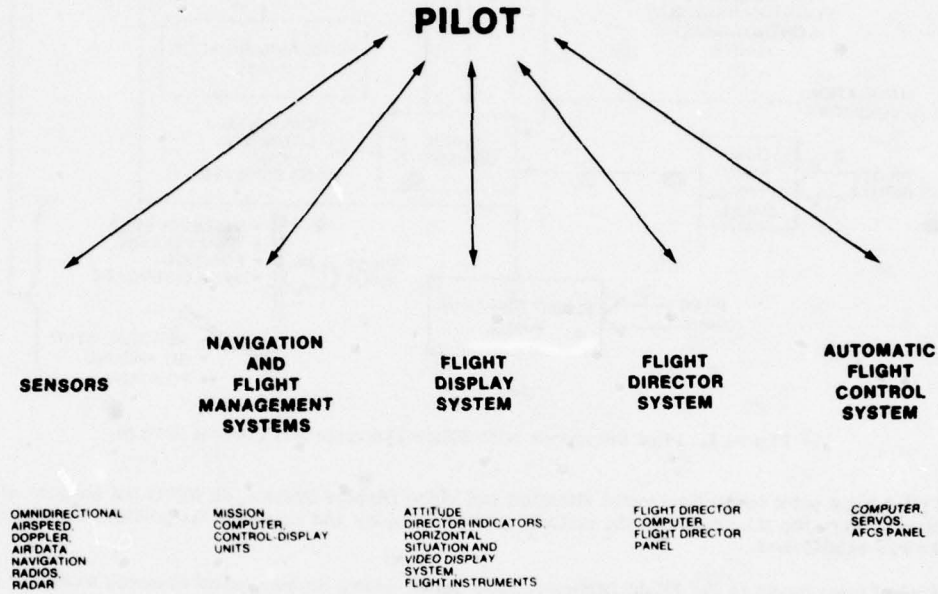 PILOT
SENSORS
NAVIGATION
AND
FLIGHT
MANAGEMENT
SYSTEMS
FLIGHT
DISPLAY
SYSTEM
FLIGHT
DIRECTOR
SYSTEM
AUTOMATIC
FLIGHT
CONTROL
SYSTEM
OMNIDIRECTIONAL
AIRSPEED,
DOPPLER,
AIR DATA
NAVIGATION
RADIOS,
RADAR
MISSION
COMPUTER,
CONTROL-DISPLAY
UNITS
ATTITUDE
DIRECTOR INDICATORS,
HORIZONTAL
SITUATION AND
VIDEO DISPLAY
SYSTEM,
FLIGHT INSTRUMENTS
FLIGHT DIRECTOR
COMPUTER,
FLIGHT DIRECTOR
PANEL
COMPUTER,
SERVOS,
AFCS PANEL